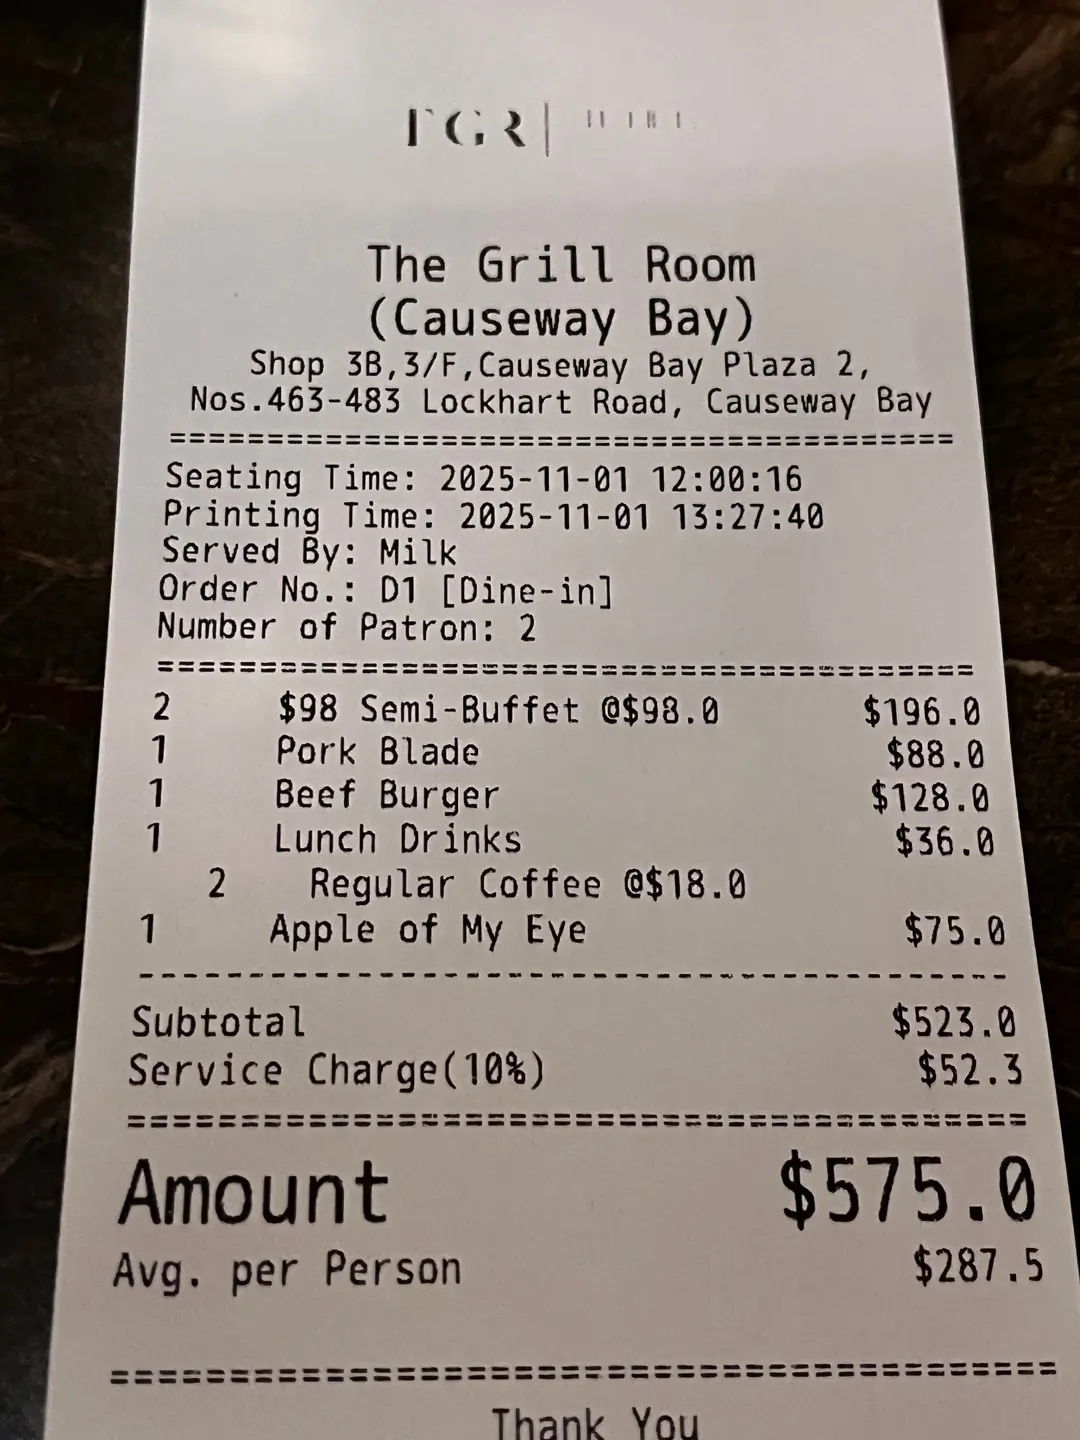 The Grill Room
(Causeway Bay)
Shop 3B,3/F,Causeway Bay Plaza 2,
Nos.463-483 Lockhart Road, Causeway Bay
========================================
Seating Time: 2025-11-01 12:00:16
Printing Time: 2025-11-01 13:27:40
Served By: Milk
Order No.: D1 [Dine-in]
Number of Patron: 2
========================================
2 $98 Semi-Buffet @$98.0 $196.0
1 Pork Blade $88.0
1 Beef Burger $128.0
1 Lunch Drinks $36.0
2 Regular Coffee @$18.0
1 Apple of My Eye $75.0
----------------------------------------
Subtotal $523.0
Service Charge(10%) $52.3
========================================
Amount $575.0
Avg. per Person $287.5
========================================
Thank You